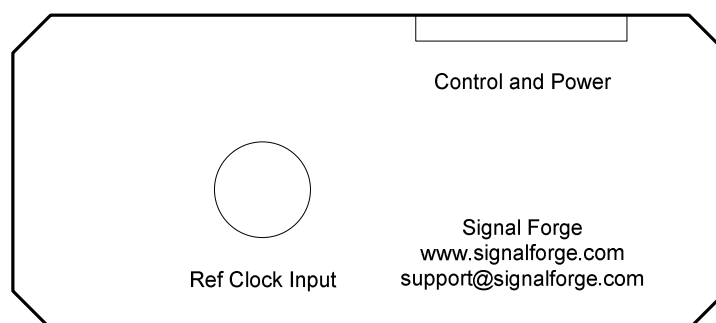 Control and Power
Ref Clock Input
Signal Forge
www.signalforge.com
support@signalforge.com